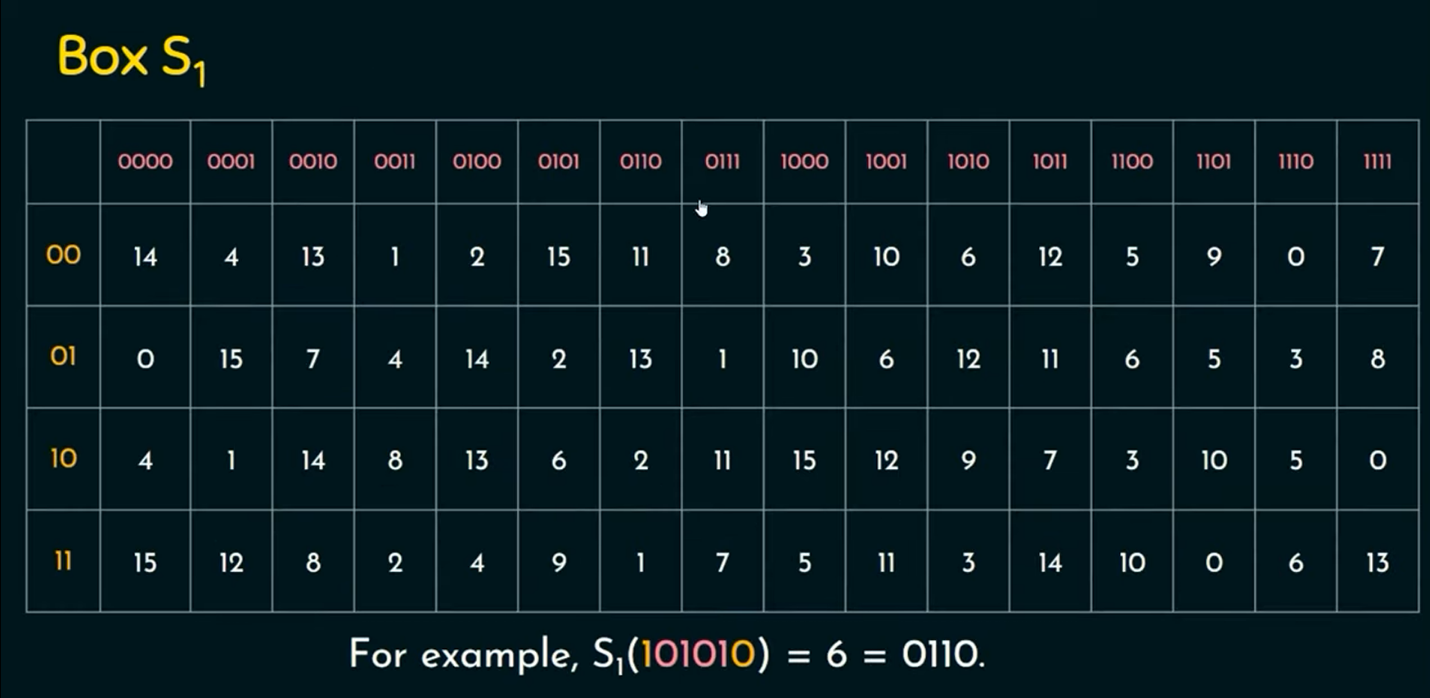 Box S₁
0000 0001 0010 0011 0100 0101 0110 0111 1000 1001 1010 1011 1100 1101 1110 1111
00 14 4 13 1 2 15 11 8 3 10 6 12 5 9 0 7
01 0 15 7 4 14 2 13 1 10 6 12 11 6 5 3 8
10 4 1 14 8 13 6 2 11 15 12 9 7 3 10 5 0
11 15 12 8 2 4 9 1 7 5 11 3 14 10 0 6 13
For example, S₁(101010) = 6 = 0110.